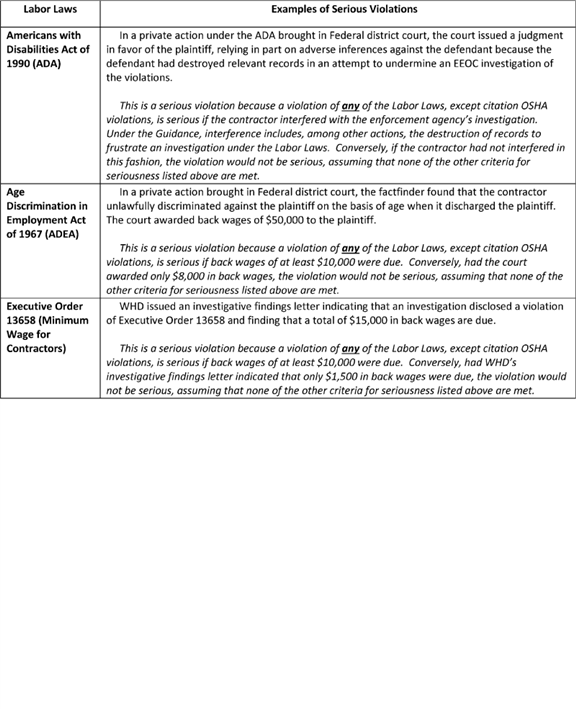 Labor Laws
Examples of Serious Violations
Americans with
Disabilities Act of
1990 (ADA)
In a private action under the ADA brought in Federal district court, the court issued a judgment
in favor of the plaintiff, relying in part on adverse inferences against the defendant because the
defendant had destroyed relevant records in an attempt to undermine an EEOC investigation of
the violations.
This is a serious violation because a violation of any of the Labor Laws, except citation OSHA
violations, is serious if the contractor interfered with the enforcement agency's investigation.
Under the Guidance, interference includes, among other actions, the destruction of records to
frustrate an investigation under the Labor Laws. Conversely, if the contractor had not interfered in
this fashion, the violation would not be serious, assuming that none of the other criteria for
seriousness listed above are met.
Age
Discrimination in
Employment Act
of 1967 (ADEA)
In a private action brought in Federal district court, the factfinder found that the contractor
unlawfully discriminated against the plaintiff on the basis of age when it discharged the plaintiff.
The court awarded back wages of $50,000 to the plaintiff.
This is a serious violation because a violation of any of the Labor Laws, except citation OSHA
violations, is serious if back wages of at least $10,000 were due. Conversely, had the court
awarded only $8,000 in back wages, the violation would not be serious, assuming that none of the
other criteria for seriousness listed above are met.
Executive Order
13658 (Minimum
Wage for
Contractors)
WHD issued an investigative findings letter indicating that an investigation disclosed a violation
of Executive Order 13658 and finding that a total of $15,000 in back wages are due.
This is a serious violation because a violation of any of the Labor Laws, except citation OSHA
violations, is serious if back wages of at least $10,000 were due. Conversely, had WHD's
investigative findings letter indicated that only $1,500 in back wages were due, the violation would
not be serious, assuming that none of the other criteria for seriousness listed above are met.